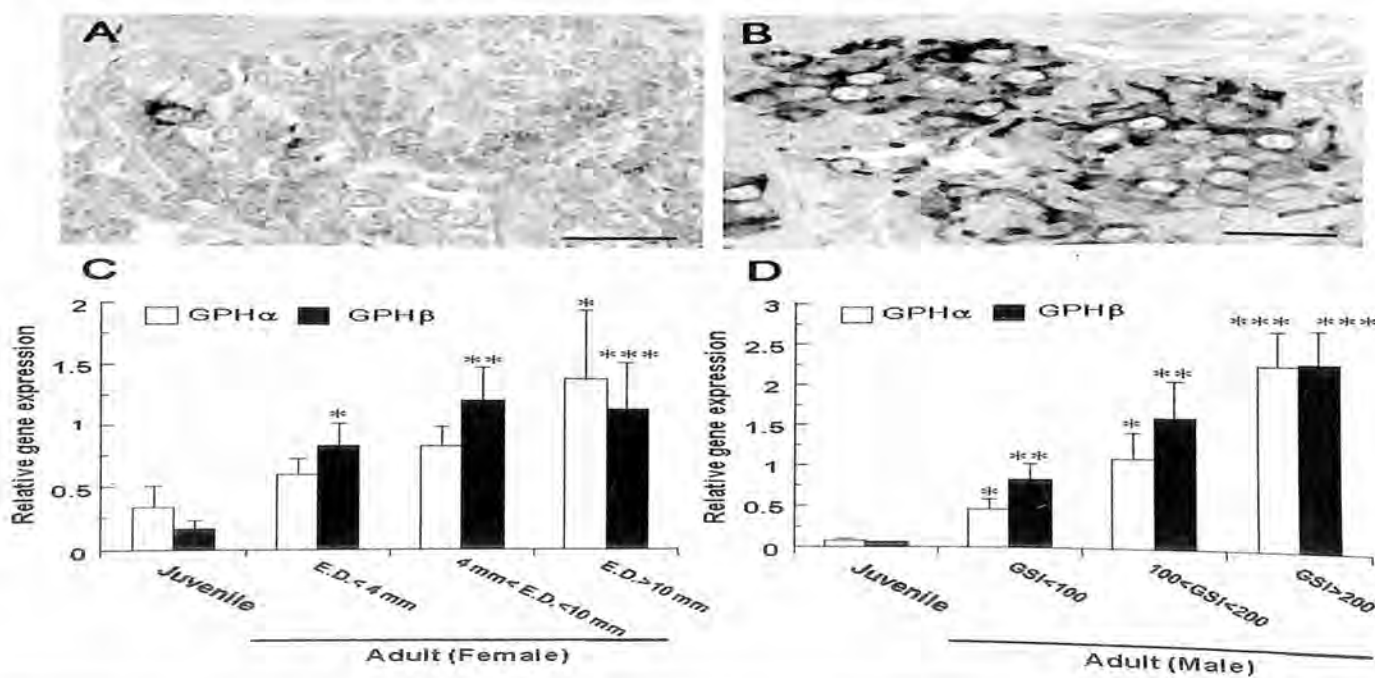 A
B
C
D
GPHα GPHβ
Relative gene expression
2
1.5
1
0.5
0
*
**
*
***
Juvenile
E.D.< 4 mm
4 mm< E.D.<10 mm
E.D.>10 mm
Adult (Female)
GPHα GPHβ
Relative gene expression
3
2.5
2
1.5
1
0.5
0
*
**
*
**
***
***
Juvenile
GSI<100
100<GSI<200
GSI>200
Adult (Male)